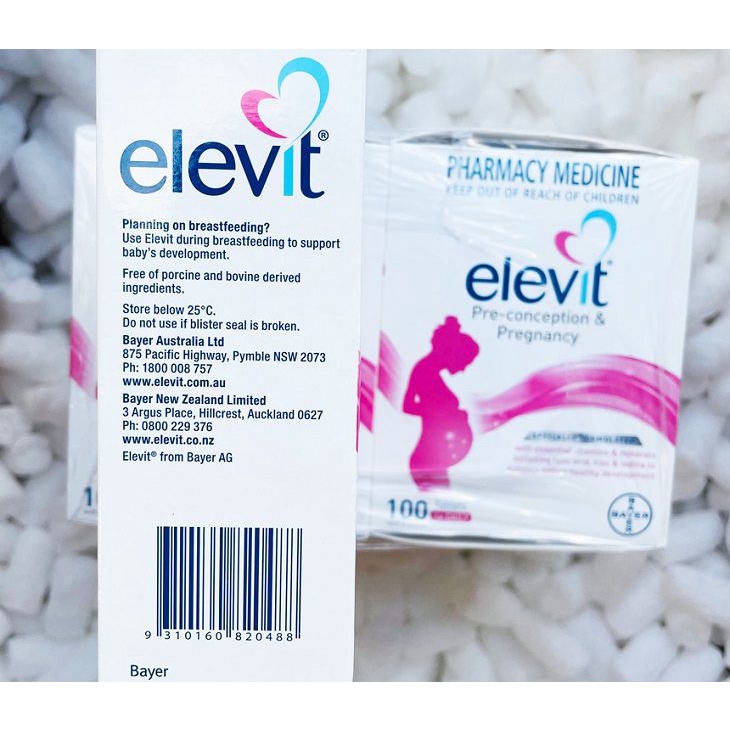 elevit®
Planning on breastfeeding?
Use Elevit during breastfeeding to support
baby's development.
Free of porcine and bovine derived
ingredients.
Store below 25°C.
Do not use if blister seal is broken.
Bayer Australia Ltd
875 Pacific Highway, Pymble NSW 2073
Ph: 1800 008 757
www.elevit.com.au
Bayer New Zealand Limited
3 Argus Place, Hillcrest, Auckland 0627
Ph: 0800 229 376
www.elevit.co.nz
Elevit® from Bayer AG
9 310160 820488
Bayer
PHARMACY MEDICINE
KEEP OUT OF REACH OF CHILDREN
elevit®
Pre-conception &
Pregnancy
100
BAYER